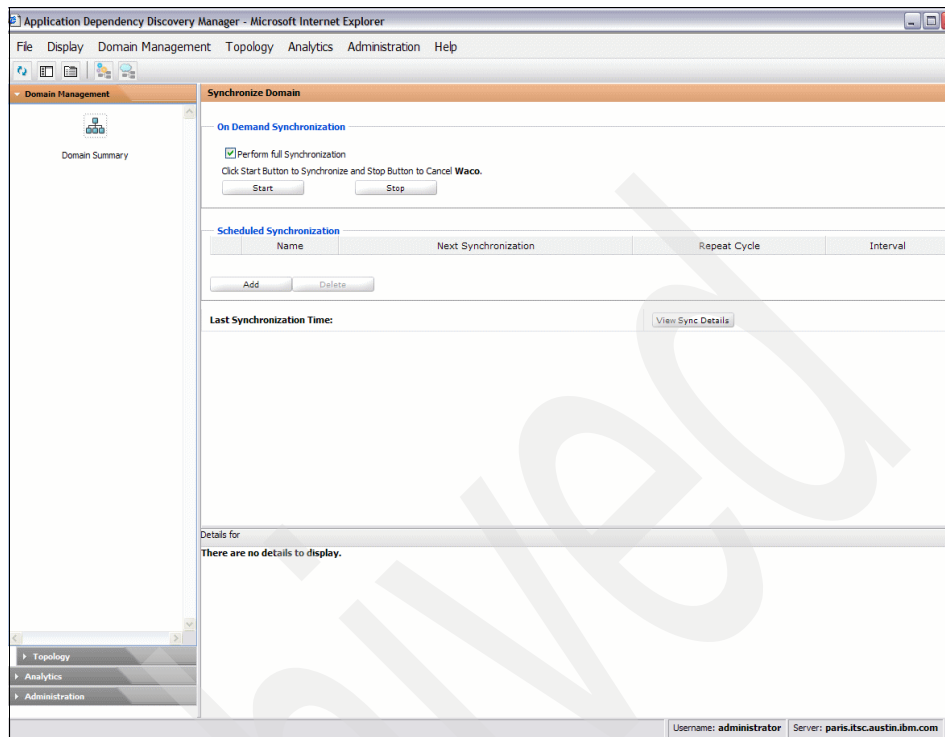 Application Dependency Discovery Manager - Microsoft Internet Explorer
File Display Domain Management Topology Analytics Administration Help
Domain Management
Domain Summary
Topology
Analytics
Administration
Synchronize Domain
On Demand Synchronization
Perform full Synchronization
Click Start Button to Synchronize and Stop Button to Cancel Waco.
Start Stop
Scheduled Synchronization
Name Next Synchronization Repeat Cycle Interval
Add Delete
Last Synchronization Time: View Sync Details
Details for
There are no details to display.
Username: administrator Server: paris.itsc.austin.ibm.com